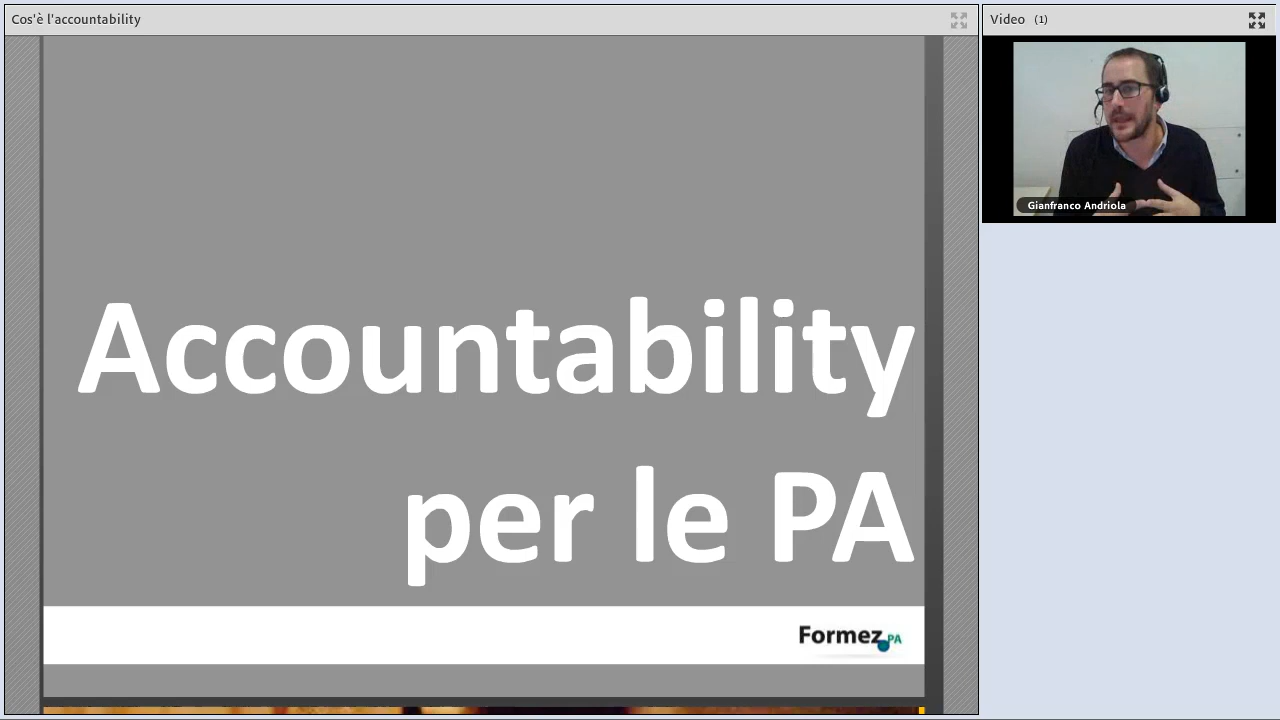 Cos'è l'accountability
Video (1)
Gianfranco Andriola
Accountability
per le PA
Formez PA